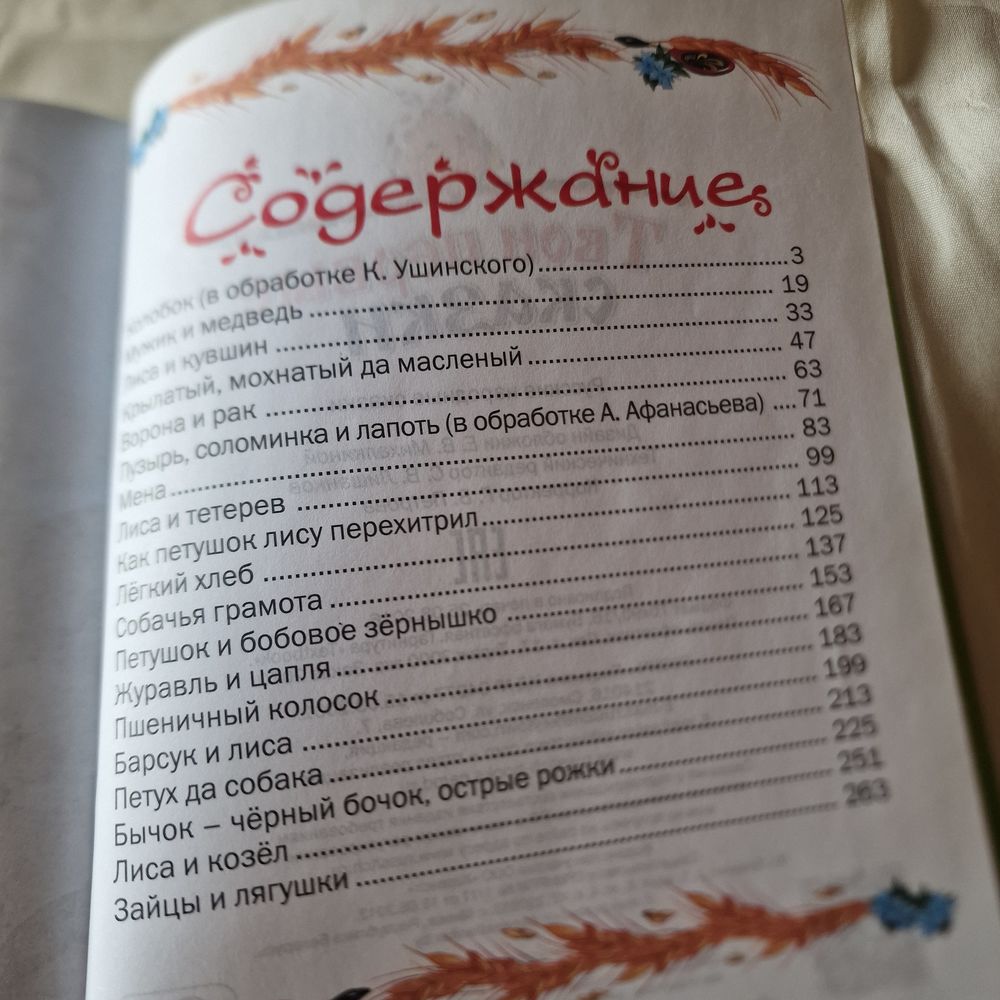 Содержание
Колобок (в обработке К. Ушинского)....................3
Мужик и медведь....................19
Лиса и кувшин....................33
Крылатый, мохнатый да масленый....................47
Ворона и рак....................63
Пузырь, соломинка и лапоть (в обработке А. Афанасьева)....71
Мена....................83
Лиса и тетерев....................99
Как петушок лису перехитрил....................113
Лёгкий хлеб....................125
Собачья грамота....................137
Петушок и бобовое зёрнышко....................153
Журавль и цапля....................167
Пшеничный колосок....................183
Барсук и лиса....................199
Петух да собака....................213
Бычок – чёрный бочок, острые рожки....................225
Лиса и козёл....................251
Зайцы и лягушки....................263